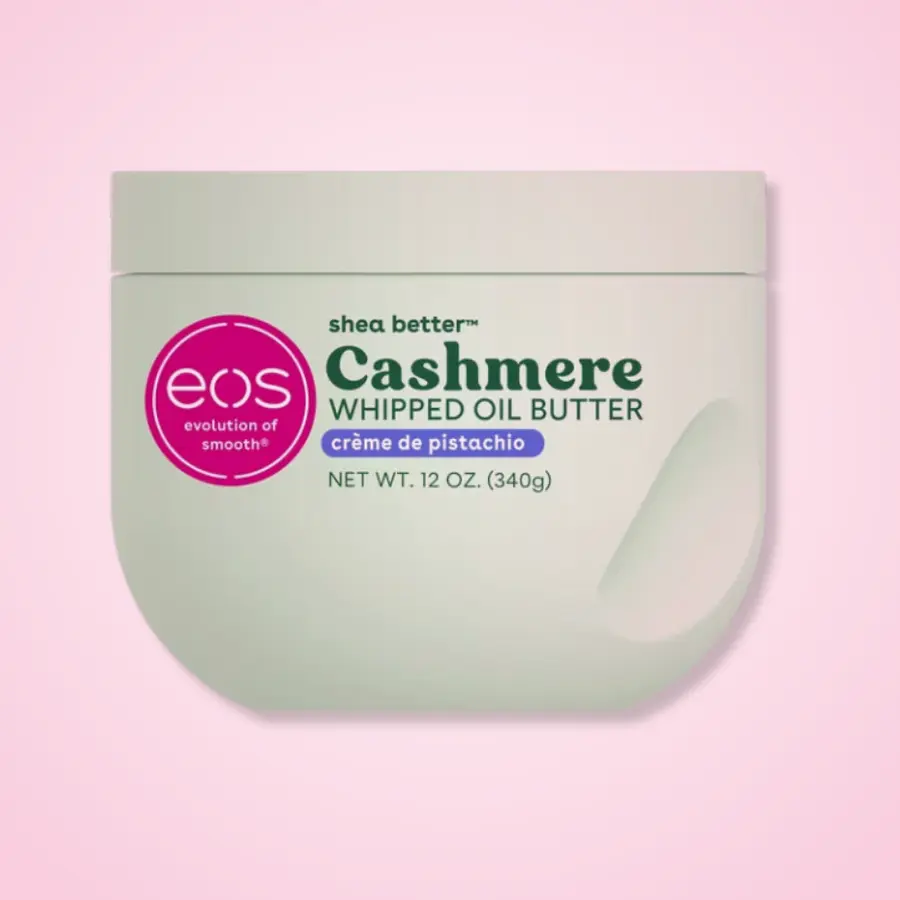 eos
evolution of
smooth®
shea better™
Cashmere
WHIPPED OIL BUTTER
crème de pistachio
NET WT. 12 OZ. (340g)